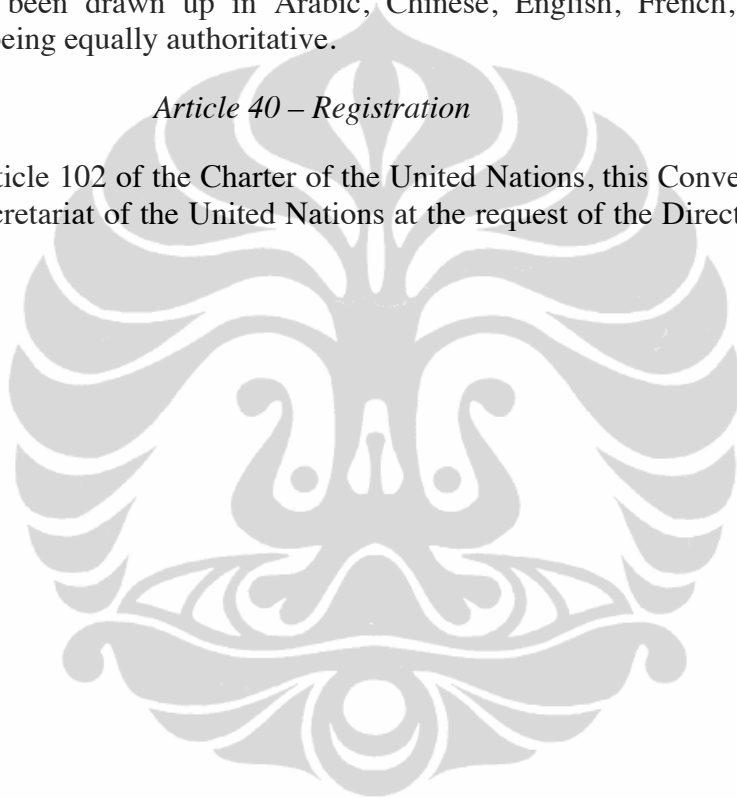 been drawn up in Arabic, Chinese, English, French,
being equally authoritative.
Article 40 – Registration
ticle 102 of the Charter of the United Nations, this Conve
cretariat of the United Nations at the request of the Direct